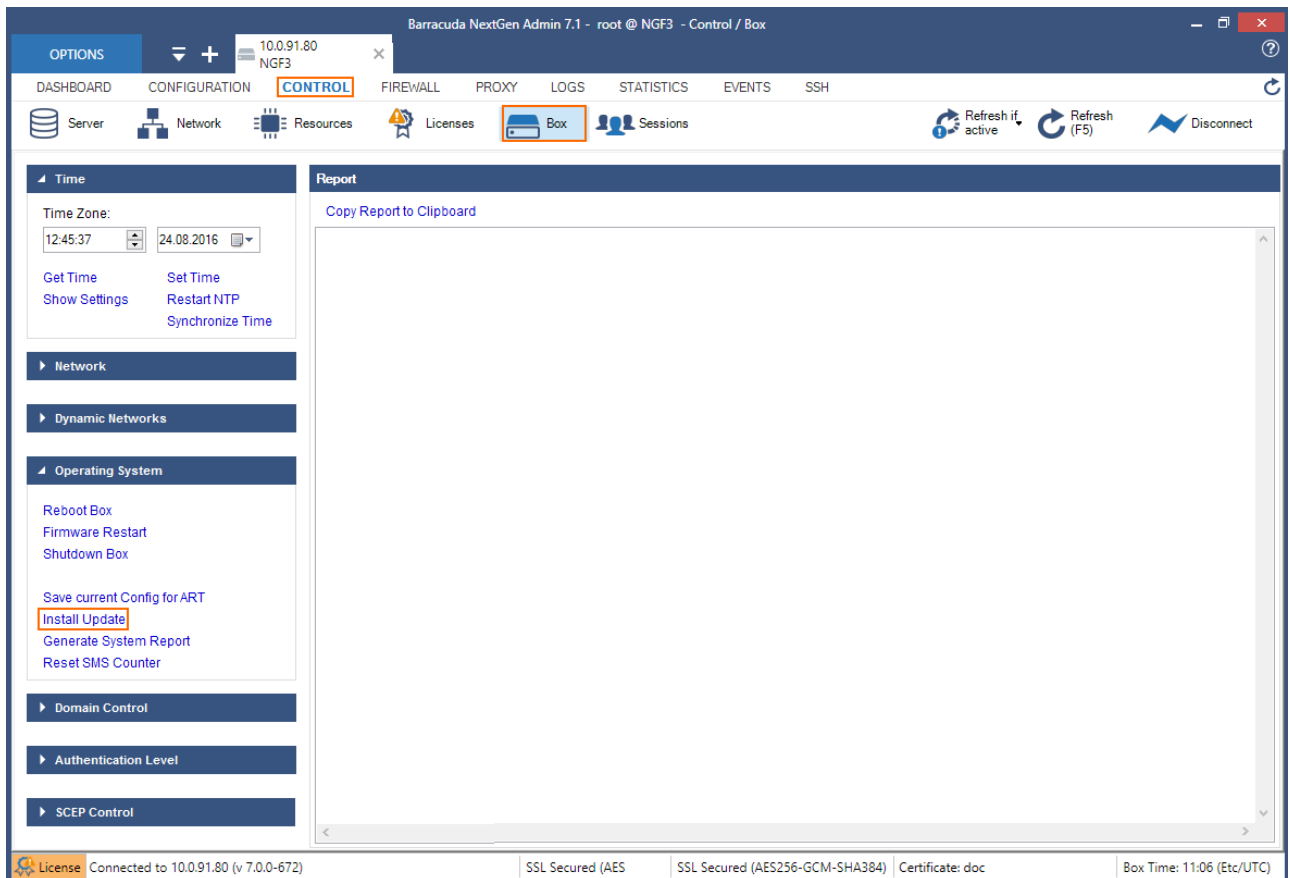 Barracuda NextGen Admin 7.1 - root @ NGF3 - Control / Box
OPTIONS
10.0.91.80
NGF3
DASHBOARD CONFIGURATION CONTROL FIREWALL PROXY LOGS STATISTICS EVENTS SSH
Server Network Resources Licenses Box Sessions Refresh if active Refresh (F5) Disconnect
Time
Time Zone:
12:45:37 24.08.2016
Get Time Set Time
Show Settings Restart NTP
Synchronize Time
Network
Dynamic Networks
Operating System
Reboot Box
Firmware Restart
Shutdown Box
Save current Config for ART
Install Update
Generate System Report
Reset SMS Counter
Domain Control
Authentication Level
SCEP Control
Report
Copy Report to Clipboard
License Connected to 10.0.91.80 (v 7.0.0-672) SSL Secured (AES SSL Secured (AES256-GCM-SHA384) Certificate: doc Box Time: 11:06 (Etc/UTC)